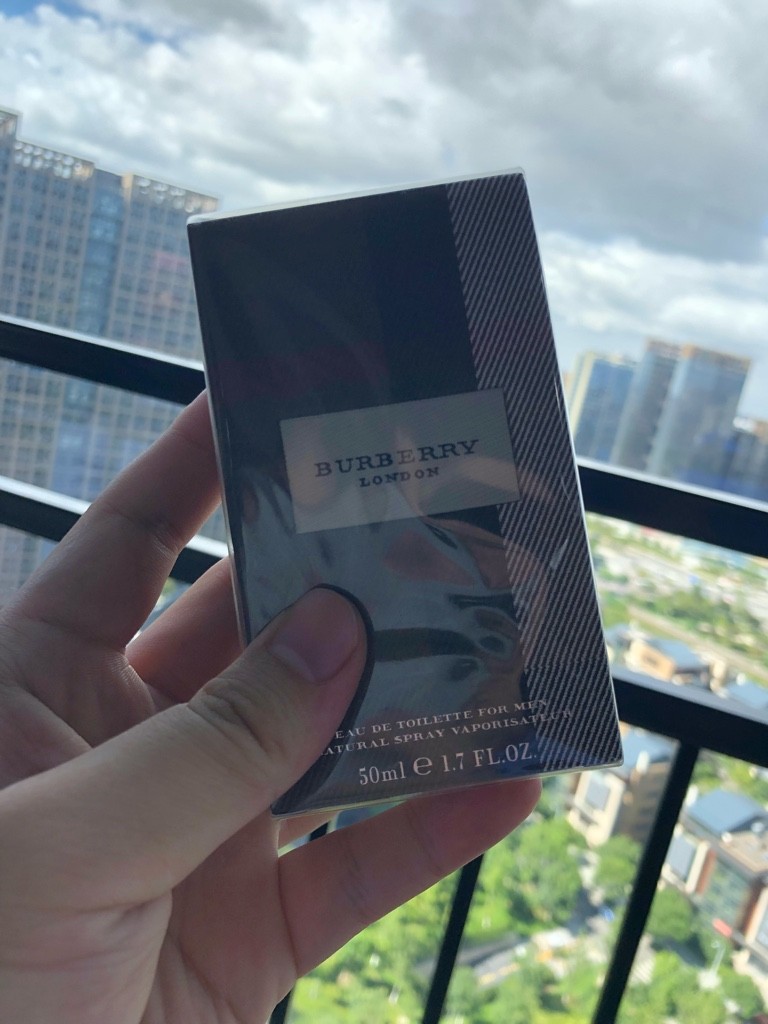 BURBERRY
LONDON
EAU DE TOILETTE FOR MEN
NATURAL SPRAY VAPORISATEUR
50ml e 1.7 FL.OZ.